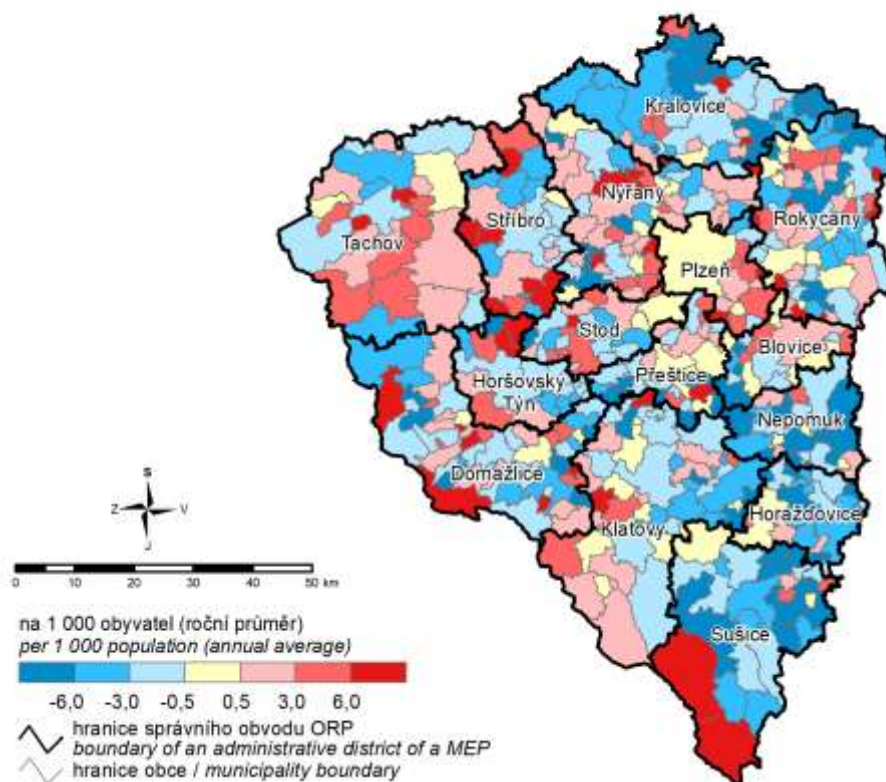 Kralovice
Nýřany
Stříbro
Rokycany
Tachov
Plzeň
Stod
Blovice
Přeštice
Horšovský
Týn
Nepomuk
Domažlice
Horažďovice
Klatovy
Sušice
S
Z V
J
0 10 20 30 40 50 km
na 1 000 obyvatel (roční průměr)
per 1 000 population (annual average)
-6,0 -3,0 -0,5 0,5 3,0 6,0
hranice správního obvodu ORP
boundary of an administrative district of a MEP
hranice obce / municipality boundary